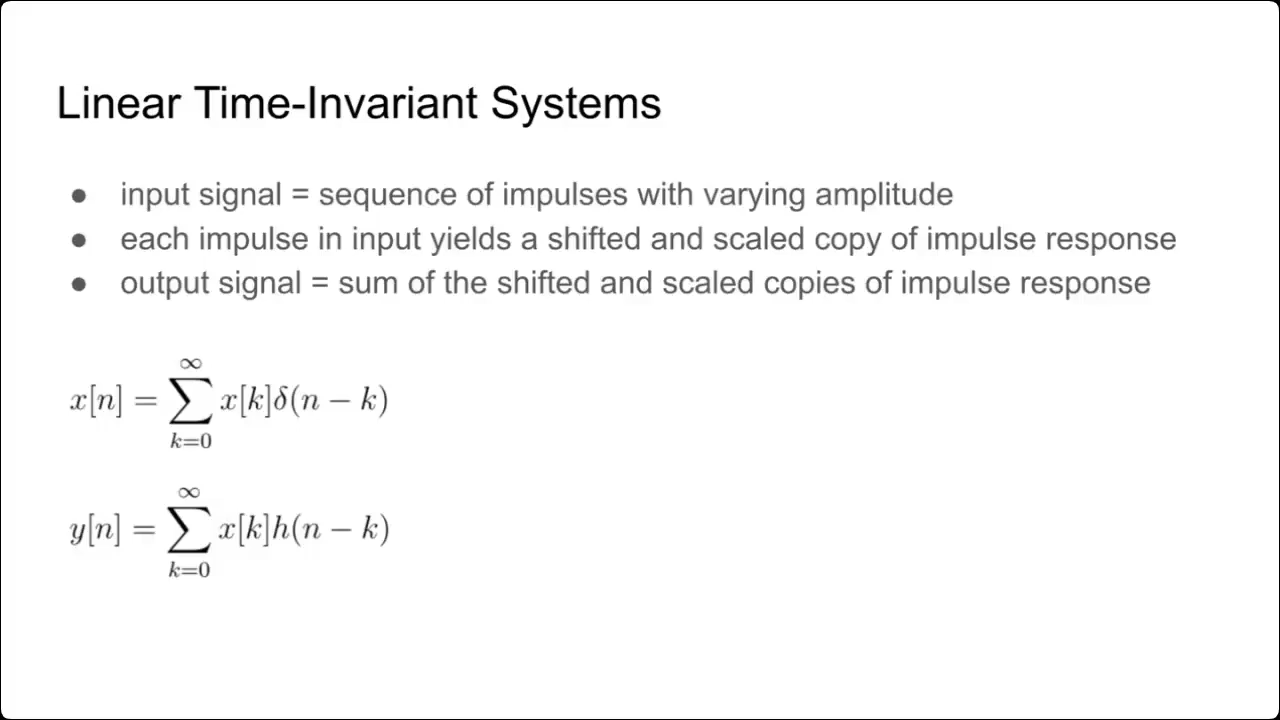 Linear Time-Invariant Systems
● input signal = sequence of impulses with varying amplitude
● each impulse in input yields a shifted and scaled copy of impulse response
● output signal = sum of the shifted and scaled copies of impulse response
x[n] = ∑_{k=0}^{∞} x[k]δ(n − k)
y[n] = ∑_{k=0}^{∞} x[k]h(n − k)